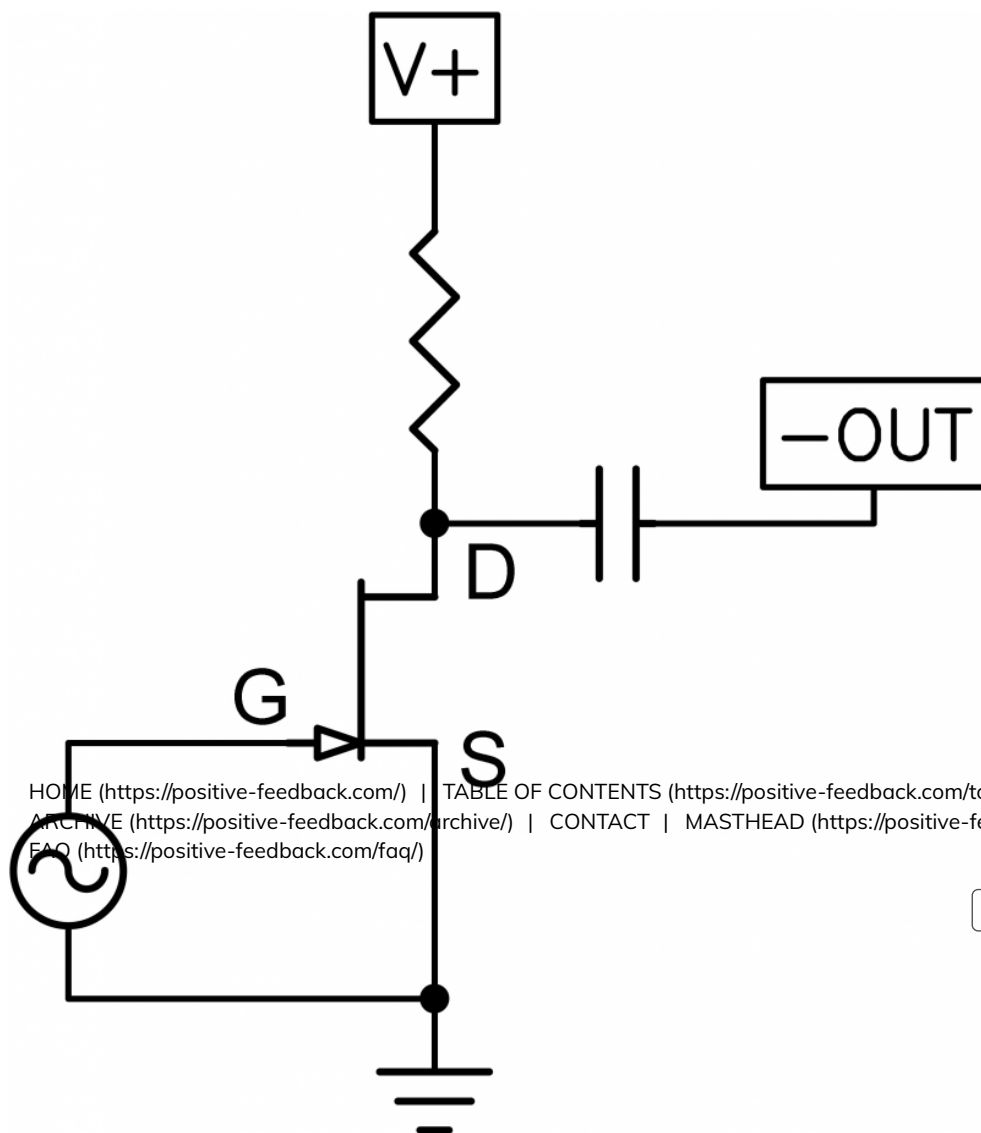 V+
—OUT
D
G
S
HOME (https://positive-feedback.com/) | TABLE OF CONTENTS (https://positive-feedback.com/to
ARCHIVE (https://positive-feedback.com/archive/) | CONTACT | MASTHEAD (https://positive-fe
FAQ (https://positive-feedback.com/faq/)